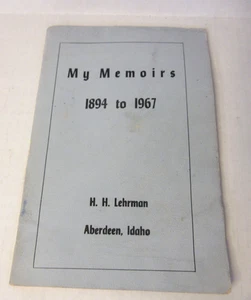 My Memoirs
1894 to 1967
H. H. Lehrman
Aberdeen, Idaho